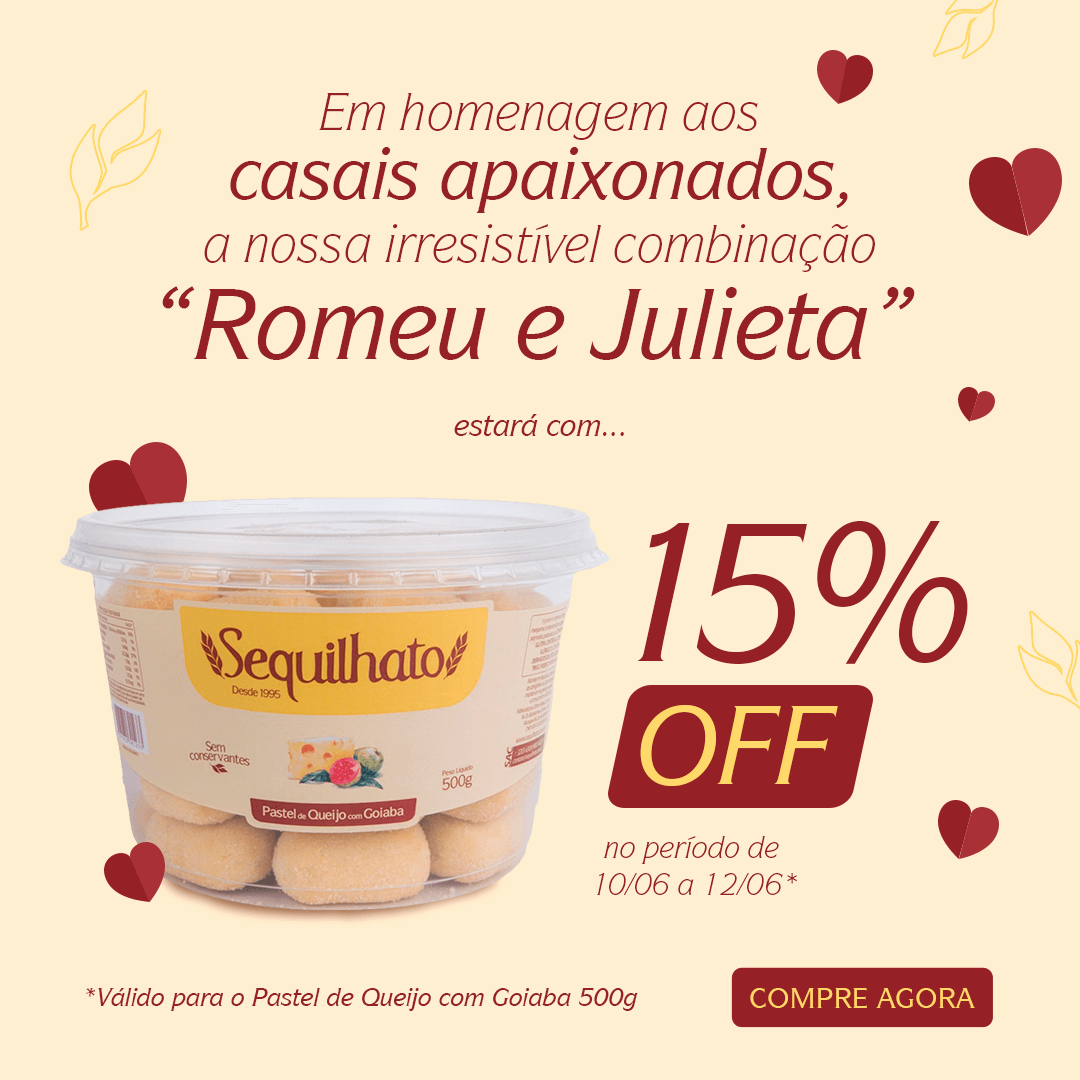 Em homenagem aos
casais apaixonados,
a nossa irresistível combinação
“Romeu e Julieta”
estará com...
15%
OFF
no período de
10/06 a 12/06*
Sequilhato
Desde 1995
Sem
conservantes
Peso Líquido
500g
Pastel de Queijo com Goiaba
SAC
*Válido para o Pastel de Queijo com Goiaba 500g
COMPRE AGORA